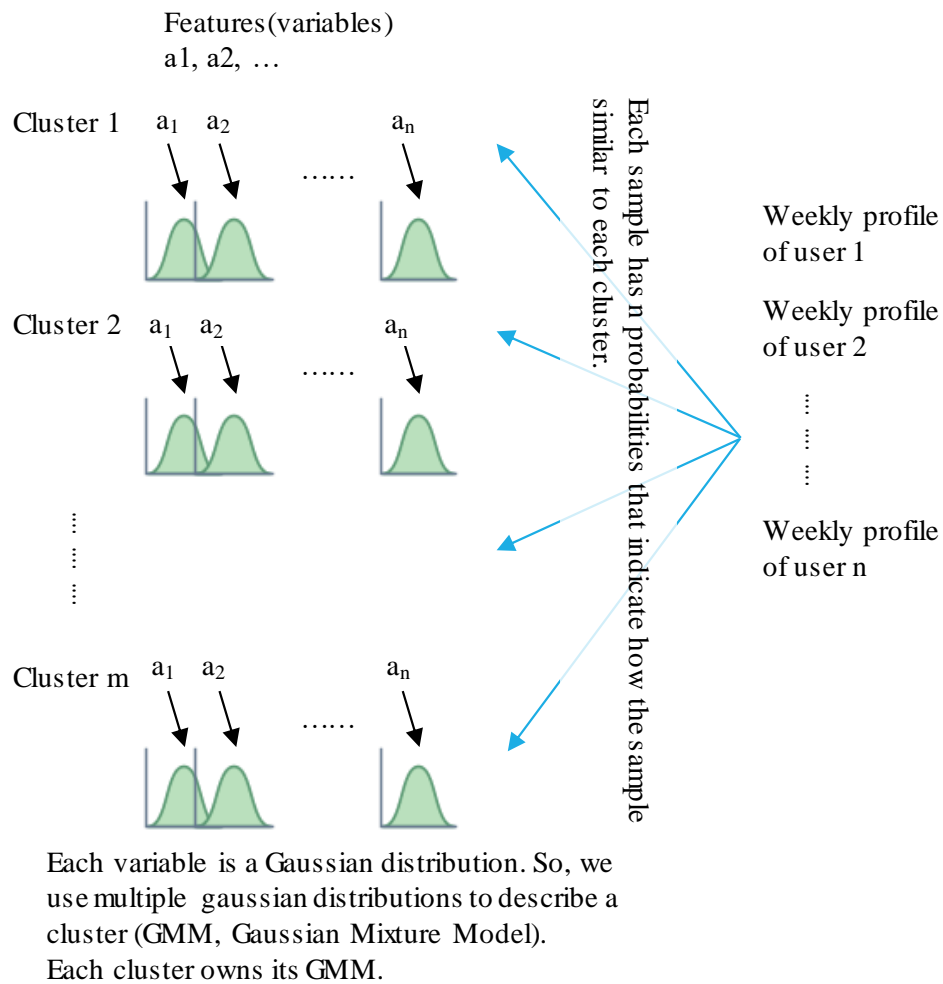 Features(variables)
a1, a2, …
Cluster 1
a₁ a₂ aₙ
……
Cluster 2
a₁ a₂ aₙ
……
...... ... ...
Cluster m
a₁ a₂ aₙ
……
Each sample has n probabilities that indicate how the sample
similar to each cluster.
Weekly profile
of user 1
Weekly profile
of user 2
...... ... ...
Weekly profile
of user n
Each variable is a Gaussian distribution. So, we
use multiple gaussian distributions to describe a
cluster (GMM, Gaussian Mixture Model).
Each cluster owns its GMM.